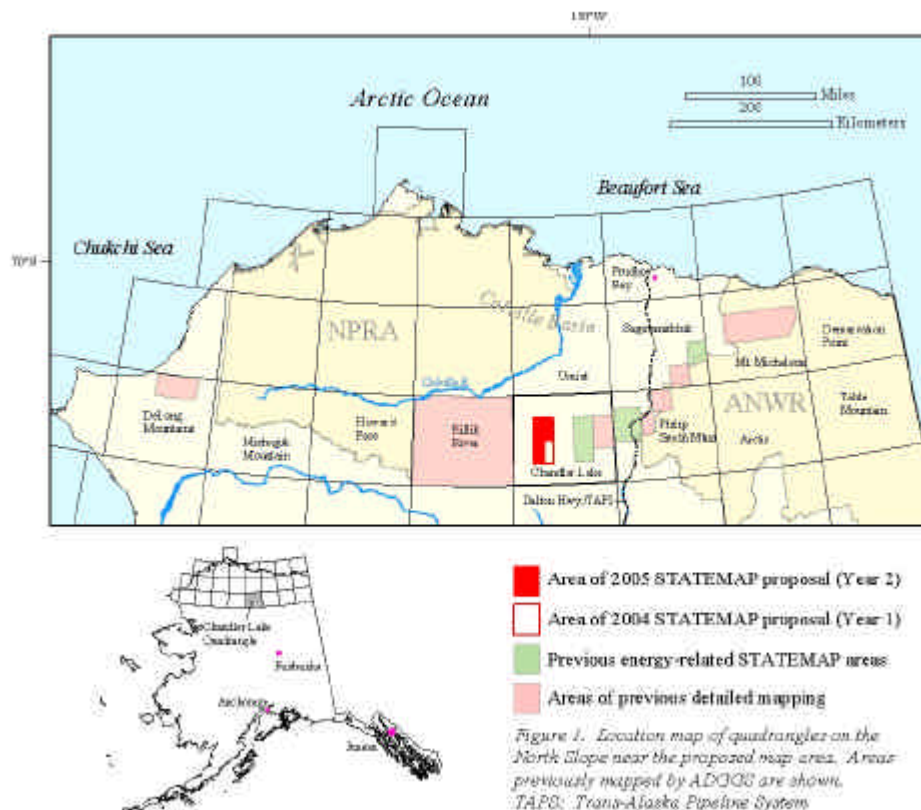 150°W
Arctic Ocean
100
Miles
200
Kilometers
Beaufort Sea
Chukchi Sea
70°N
Prudhoe
Bay
Colville Basin
NPRA
Sagavanirktok
Demarcation
Point
Mt Michelson
Umiat
Colville R
ANWR
Table
Mountain
DeLong
Mountains
Howard
Pass
Killik
River
Philip
Smith Mtns
Arctic
Misheguk
Mountain
Chandler Lake
Dalton Hwy/TAPS
Area of 2005 STATEMAP proposal (Year 2)
Area of 2004 STATEMAP proposal (Year 1)
Previous energy-related STATEMAP areas
Areas of previous detailed mapping
Chandler Lake
Quadrangle
Fairbanks
Anchorage
Juneau
Figure 1. Location map of quadrangles on the
North Slope near the proposed map area. Areas
previously mapped by ADGGS are shown.
TAPS: Trans-Alaska Pipeline System